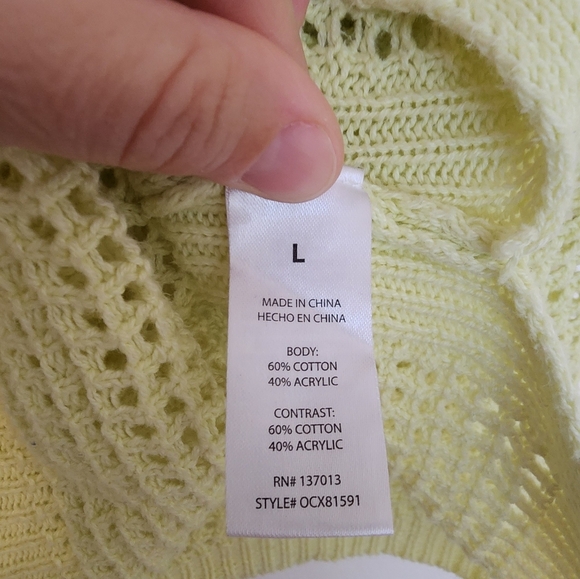 L
MADE IN CHINA
HECHO EN CHINA
BODY:
60% COTTON
40% ACRYLIC
CONTRAST:
60% COTTON
40% ACRYLIC
RN# 137013
STYLE# OCX81591